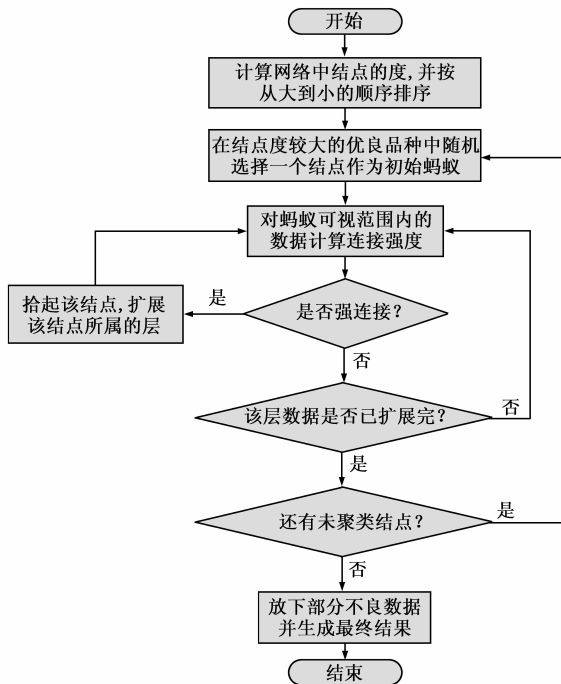 开始
计算网络中结点的度,并按
从大到小的顺序排序
在结点度较大的优良品种中随机
选择一个结点作为初始蚂蚁
对蚂蚁可视范围内的
数据计算连接强度
拾起该结点,扩展
该结点所属的层
是
是否强连接?
否
该层数据是否已扩展完?
否
是
还有未聚类结点?
是
否
放下部分不良数据
并生成最终结果
结束